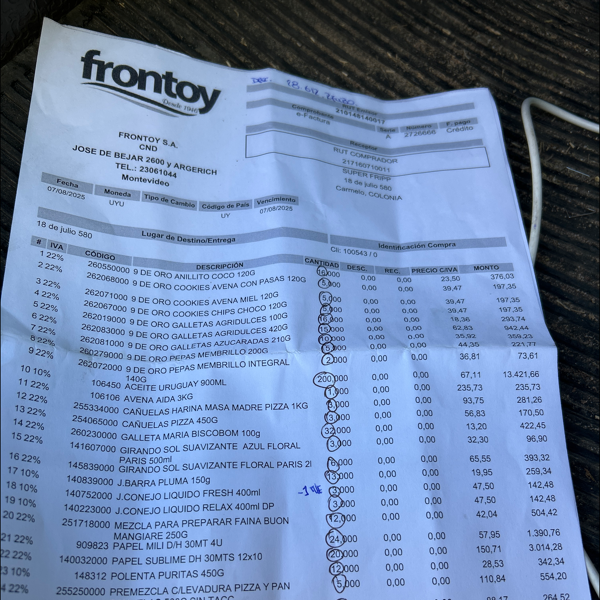 frontoy
Desde 1940
18
RUT Emisor
210148140017
Comprobante Serie Número F. pago
e-Factura A 2726668 Crédito
FRONTOY S.A.
CND
JOSE DE BEJAR 2600 y ARGERICH
TEL.: 23061044
Montevideo
Receptor
RUT COMPRADOR
217160710011
SUPER FRIPP
18 de julio 580
Carmelo, COLONIA
Fecha Moneda Tipo de Cambio Código de País Vencimiento
07/08/2025 UYU UY 07/08/2025
Lugar de Destino/Entrega Identificación Compra
18 de julio 580 Cli: 100543 / 0
# IVA CÓDIGO DESCRIPCIÓN CANTIDAD DESC. REC. PRECIO C/IVA MONTO
1 22% 260550000 9 DE ORO ANILLITO COCO 120G 16,000 0,00 0,00 23,50 376,03
2 22% 262068000 9 DE ORO COOKIES AVENA CON PASAS 120G 5,000 0,00 0,00 39,47 197,35
3 22% 262071000 9 DE ORO COOKIES AVENA MIEL 120G 5,000 0,00 0,00 39,47 197,35
4 22% 262067000 9 DE ORO COOKIES CHIPS CHOCO 120G 5,000 0,00 0,00 39,47 197,35
5 22% 262019000 9 DE ORO GALLETAS AGRIDULCES 100G 16,000 0,00 0,00 18,36 293,74
6 22% 262083000 9 DE ORO GALLETAS AGRIDULCES 420G 15,000 0,00 0,00 62,83 942,44
7 22% 262081000 9 DE ORO GALLETAS AZUCARADAS 210G 10,000 0,00 0,00 35,92 359,23
8 22% 260279000 9 DE ORO PEPAS MEMBRILLO 200G 5,000 0,00 0,00 44,35 221,77
9 22% 262072000 9 DE ORO PEPAS MEMBRILLO INTEGRAL 2,000 0,00 0,00 36,81 73,61
140G
10 10% 106450 ACEITE URUGUAY 900ML 200,000 0,00 0,00 67,11 13.421,66
11 22% 106106 AVENA AIDA 3KG 1,000 0,00 0,00 235,73 235,73
12 22% 255334000 CAÑUELAS HARINA MASA MADRE PIZZA 1KG 3,000 0,00 0,00 93,75 281,26
13 22% 254065000 CAÑUELAS PIZZA 450G 3,000 0,00 0,00 56,83 170,50
14 22% 260230000 GALLETA MARIA BISCOBOM 100g 32,000 0,00 0,00 13,20 422,45
15 22% 141607000 GIRANDO SOL SUAVIZANTE AZUL FLORAL 3,000 0,00 0,00 32,30 96,90
PARIS 500ml
16 22% 145839000 GIRANDO SOL SUAVIZANTE FLORAL PARIS 2l 6,000 0,00 0,00 65,55 393,32
17 10% 140839000 J.BARRA PLUMA 150g 13,000 0,00 0,00 19,95 259,34
18 10% 140752000 J.CONEJO LIQUIDO FRESH 400ml 3,000 0,00 0,00 47,50 142,48
19 10% 140223000 J.CONEJO LIQUIDO RELAX 400ml DP 3,000 0,00 0,00 47,50 142,48
20 22% 251718000 MEZCLA PARA PREPARAR FAINA BUON 12,000 0,00 0,00 42,04 504,42
MANGIARE 250G
21 22% 909823 PAPEL MILI D/H 30MT 4U 24,000 0,00 0,00 57,95 1.390,76
22 22% 140032000 PAPEL SUBLIME DH 30MTS 12x10 20,000 0,00 0,00 150,71 3.014,28
23 10% 148312 POLENTA PURITAS 450G 12,000 0,00 0,00 28,53 342,34
4 22% 255250000 PREMEZCLA C/LEVADURA PIZZA Y PAN 5,000 0,00 0,00 110,84 554,20
264,52